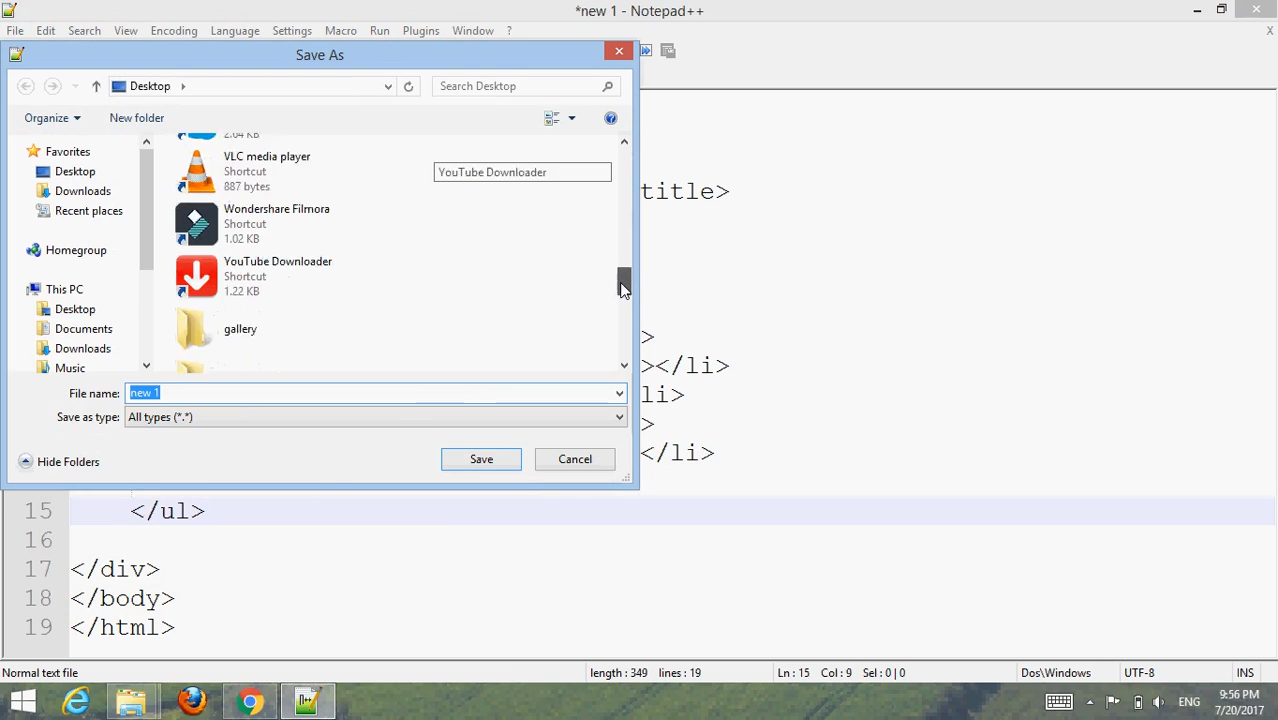 *new 1 - Notepad++
File Edit Search View Encoding Language Settings Macro Run Plugins Window ? X
Save As
Desktop
Search Desktop
Organize New folder
2.04 KB
Favorites
Desktop
Downloads
Recent places
Homegroup
This PC
Desktop
Documents
Downloads
Music
VLC media player
Shortcut
887 bytes
YouTube Downloader
Wondershare Filmora
Shortcut
1.02 KB
YouTube Downloader
Shortcut
1.22 KB
gallery
File name: new 1
Save as type: All types (*.*)
Hide Folders Save Cancel
title>
>
></li>
li>
>
</li>
15 </ul>
16
17 </div>
18 </body>
19 </html>
Normal text file length : 349 lines : 19 Ln : 15 Col : 9 Sel : 0 | 0 Dos\Windows UTF-8 INS
ENG 9:56 PM
7/20/2017